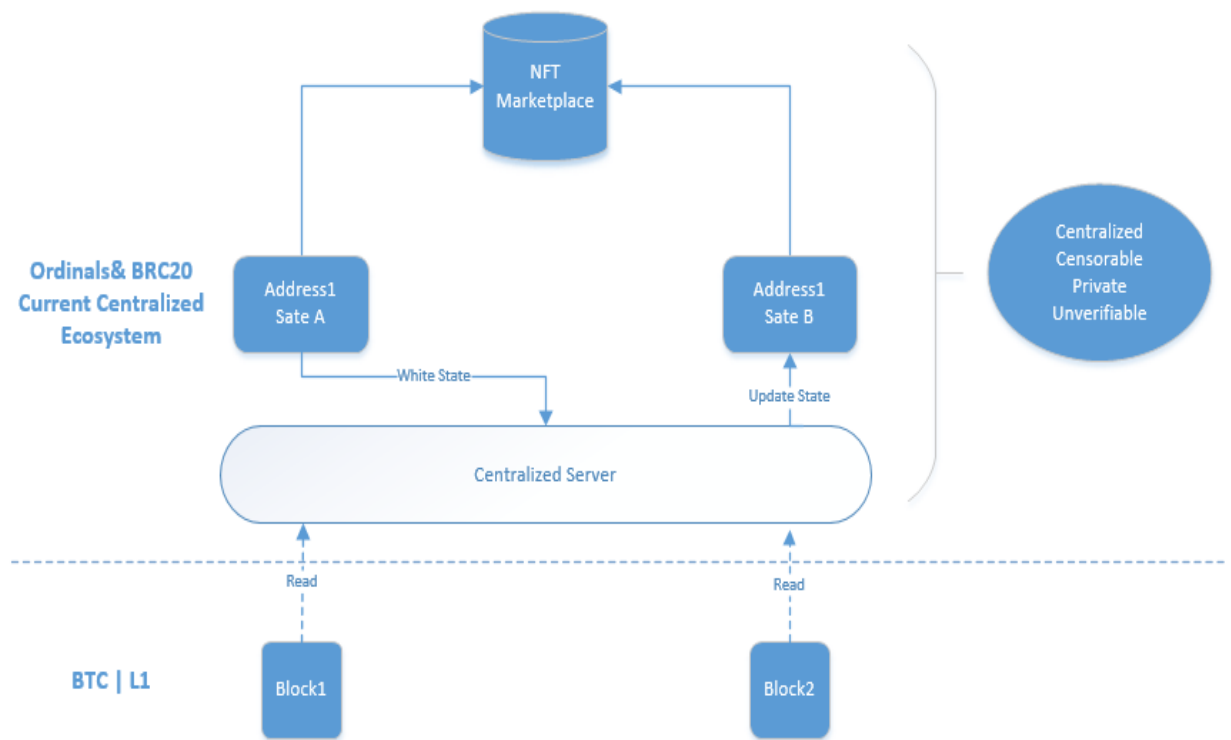 NFT
Marketplace
Ordinals& BRC20
Current Centralized
Ecosystem
Address1
Sate A
Address1
Sate B
Centralized
Censorable
Private
Unverifiable
White State
Update State
Centralized Server
Read
Read
BTC | L1
Block1
Block2